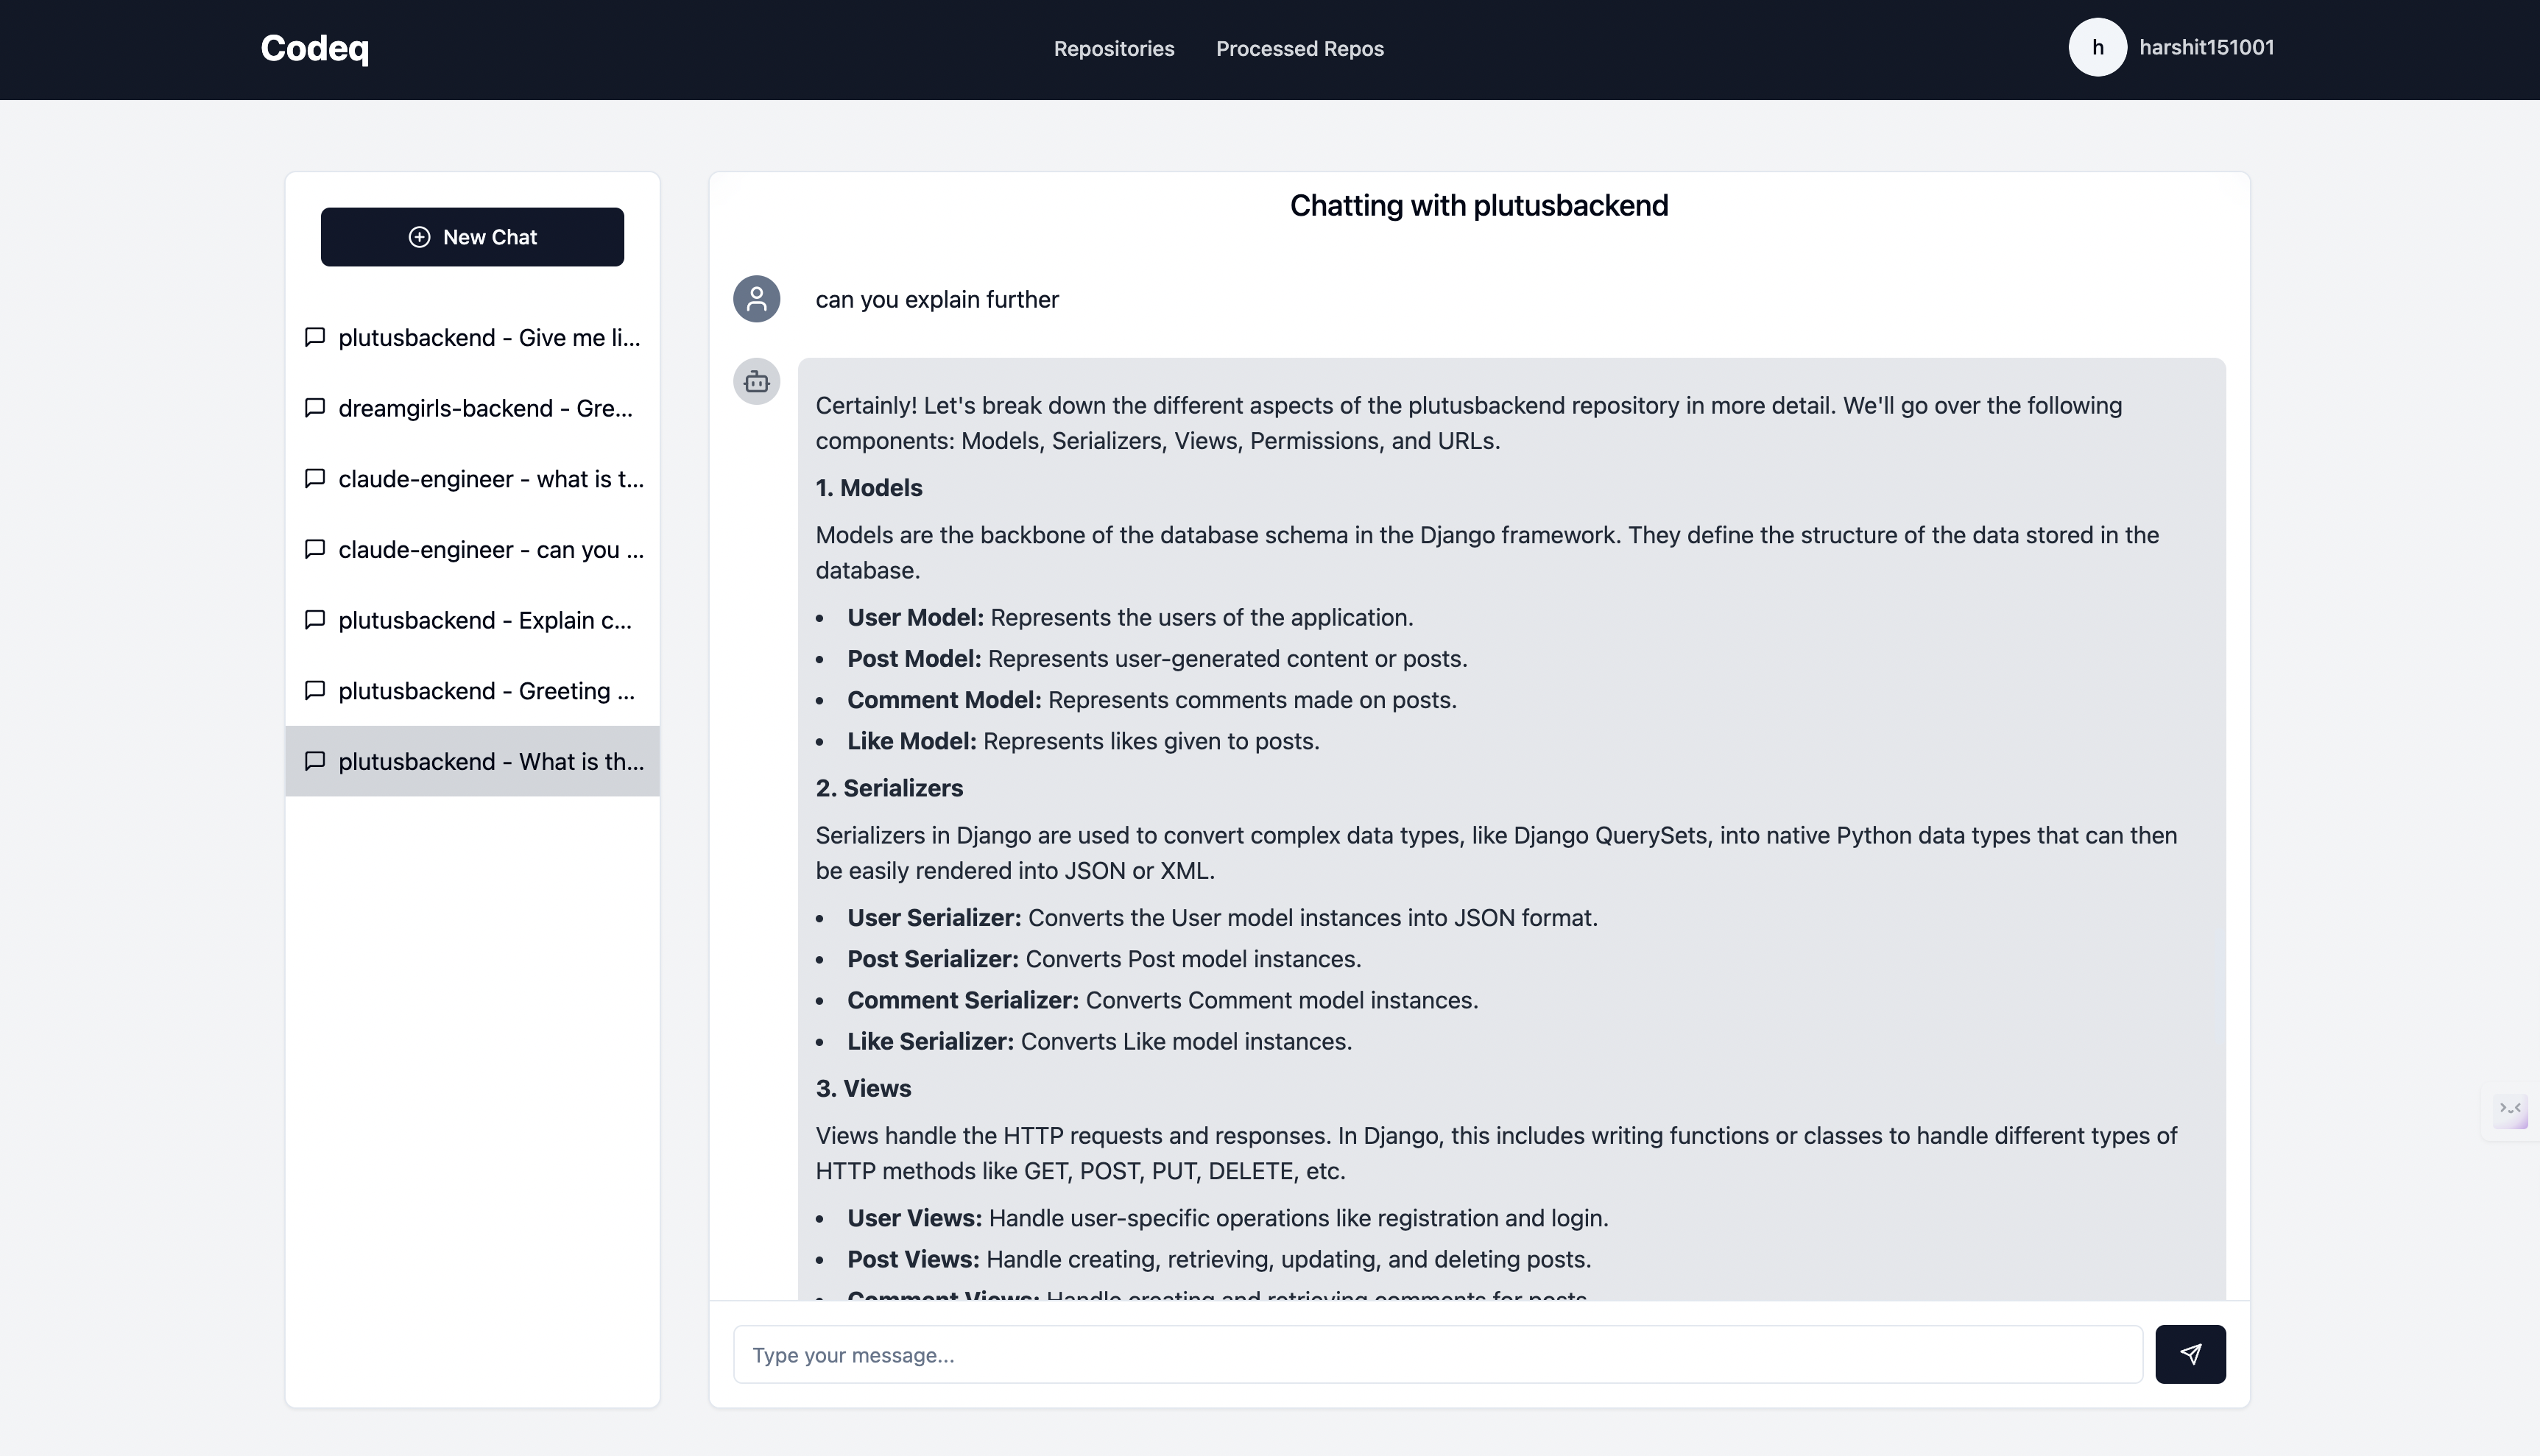 Codeq
Repositories
Processed Repos
h
harshit151001
New Chat
plutusbackend - Give me li...
dreamgirls-backend - Gre...
claude-engineer - what is t...
claude-engineer - can you ...
plutusbackend - Explain c...
plutusbackend - Greeting ...
plutusbackend - What is th...
Chatting with plutusbackend
can you explain further
Certainly! Let's break down the different aspects of the plutusbackend repository in more detail. We'll go over the following
components: Models, Serializers, Views, Permissions, and URLs.
1. Models
Models are the backbone of the database schema in the Django framework. They define the structure of the data stored in the
database.
• User Model: Represents the users of the application.
• Post Model: Represents user-generated content or posts.
• Comment Model: Represents comments made on posts.
• Like Model: Represents likes given to posts.
2. Serializers
Serializers in Django are used to convert complex data types, like Django QuerySets, into native Python data types that can then
be easily rendered into JSON or XML.
• User Serializer: Converts the User model instances into JSON format.
• Post Serializer: Converts Post model instances.
• Comment Serializer: Converts Comment model instances.
• Like Serializer: Converts Like model instances.
3. Views
Views handle the HTTP requests and responses. In Django, this includes writing functions or classes to handle different types of
HTTP methods like GET, POST, PUT, DELETE, etc.
• User Views: Handle user-specific operations like registration and login.
• Post Views: Handle creating, retrieving, updating, and deleting posts.
• Comment Views: Handle creating and retrieving comments for posts.
Type your message...